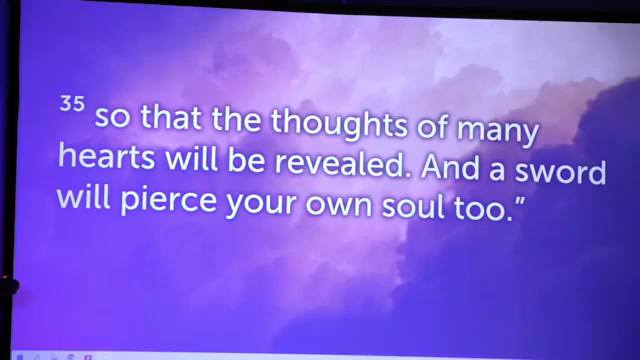 35 so that the thoughts of many
hearts will be revealed. And a sword
will pierce your own soul too.”